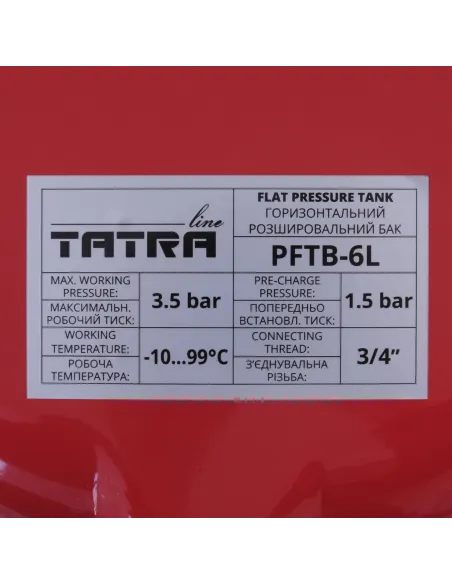 TATRA line
FLAT PRESSURE TANK
ГОРИЗОНТАЛЬНИЙ
РОЗШИРОВАЛЬНИЙ БАК
PFTB-6L
MAX. WORKING
PRESSURE:
МАКСИМАЛЬН.
РОБОЧИЙ ТИСК:
3.5 bar
PRE-CHARGE
PRESSURE:
ПОПЕРЕДНЬО
ВСТАНОВЛ. ТИСК:
1.5 bar
WORKING
TEMPERATURE:
РОБОЧА
ТЕМПЕРАТУРА:
-10...99°C
CONNECTING
THREAD:
З’ЄДНУВАЛЬНА
РІЗЬБА:
3/4”